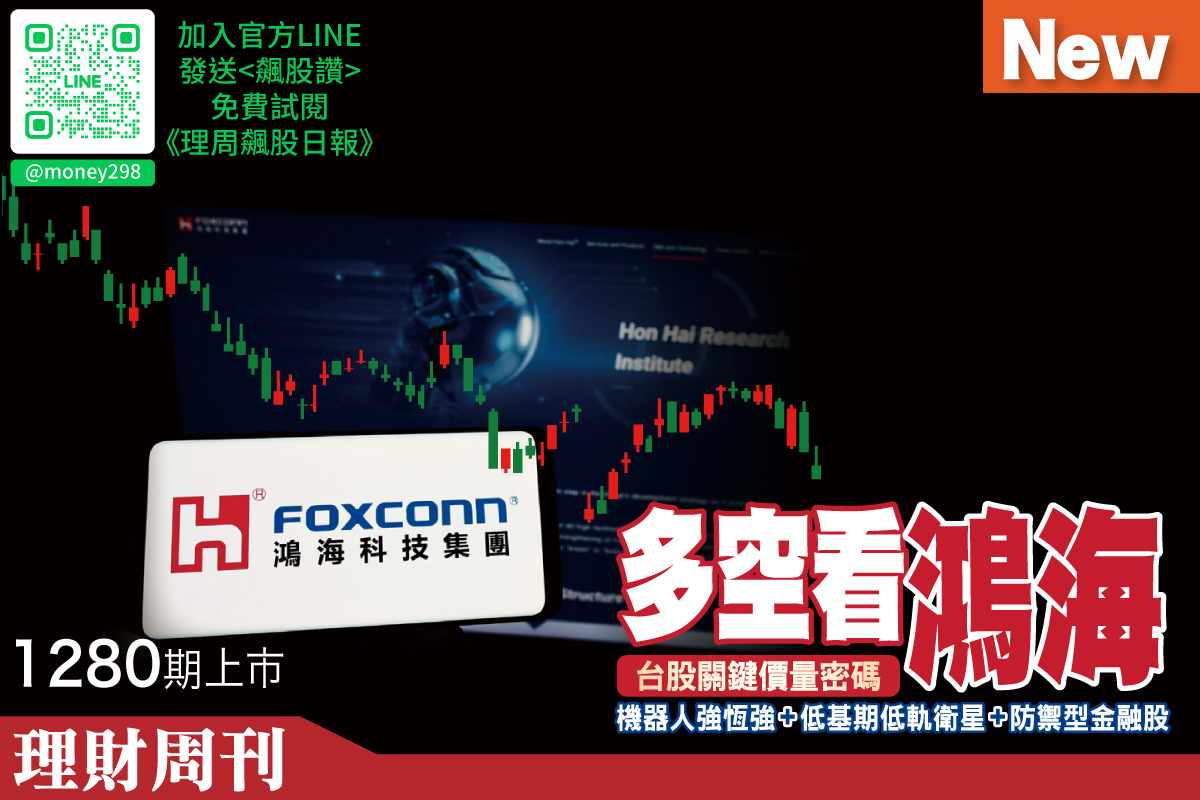 加入官方LINE
發送<飆股讚>
免費試閱
《理周飆股日報》
LINE
@money298
New
FOXCONN
Hon Hai Research
Institute
Structure
FOXCONN
鴻海科技集團
多空看鴻海
台股關鍵價量密碼
機器人強恆強+低基期低軌衛星+防禦型金融股
1280期上市
理財周刊